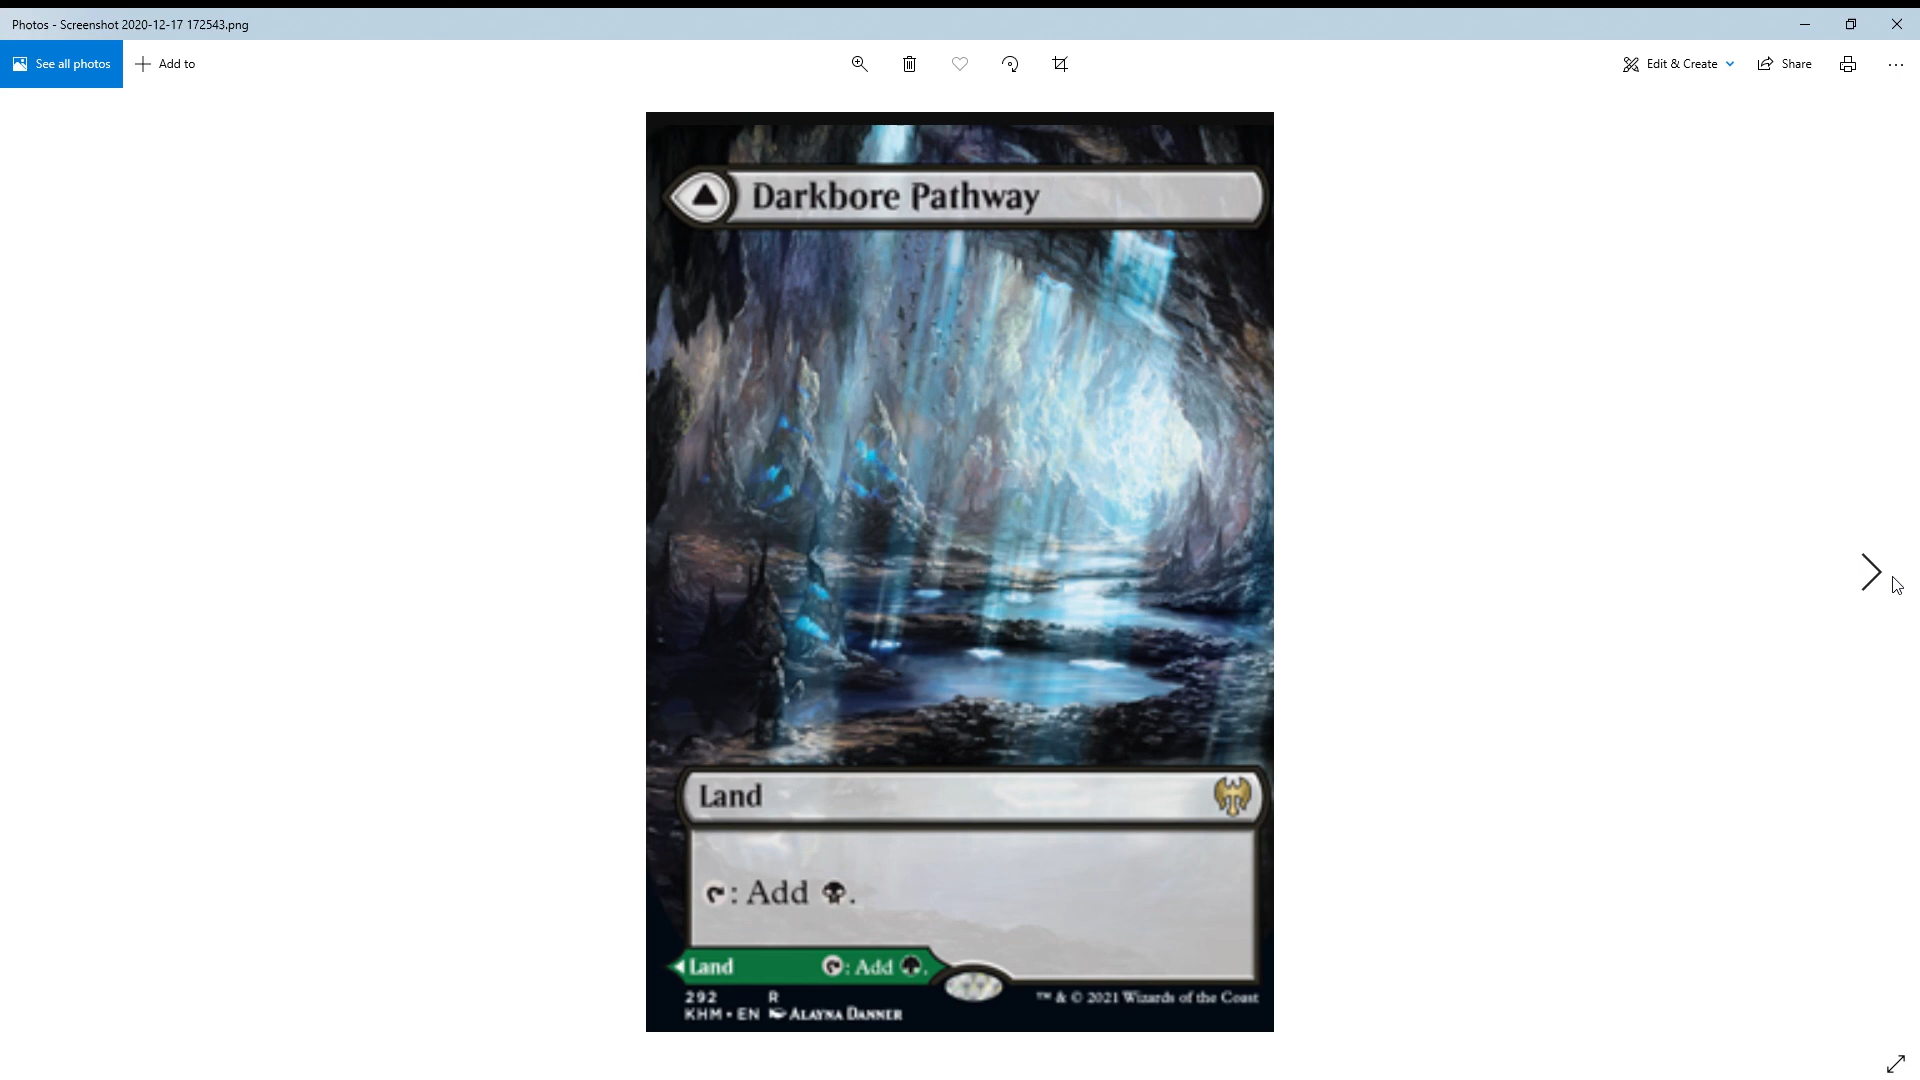 Photos - Screenshot 2020-12-17 172543.png
See all photos
Add to
Edit & Create
Share
Darkbore Pathway
Land
: Add .
Land : Add .
292 R
KHM • EN ALAYNA DANNER
™ & © 2021 Wizards of the Coast